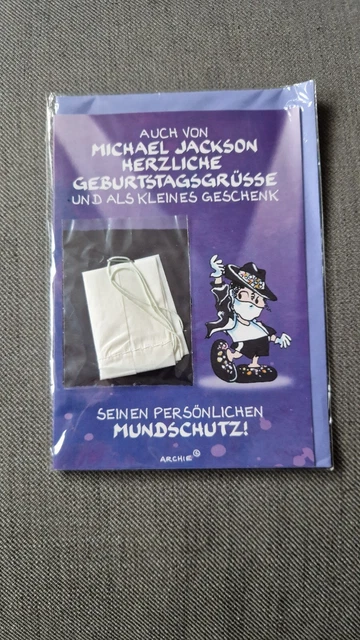 AUCH VON
MICHAEL JACKSON
HERZLICHE
GEBURTSTAGSGRÜSSE
UND ALS KLEINES GESCHENK
SEINEN PERSÖNLICHEN
MUNDSCHUTZ!
ARCHIE®